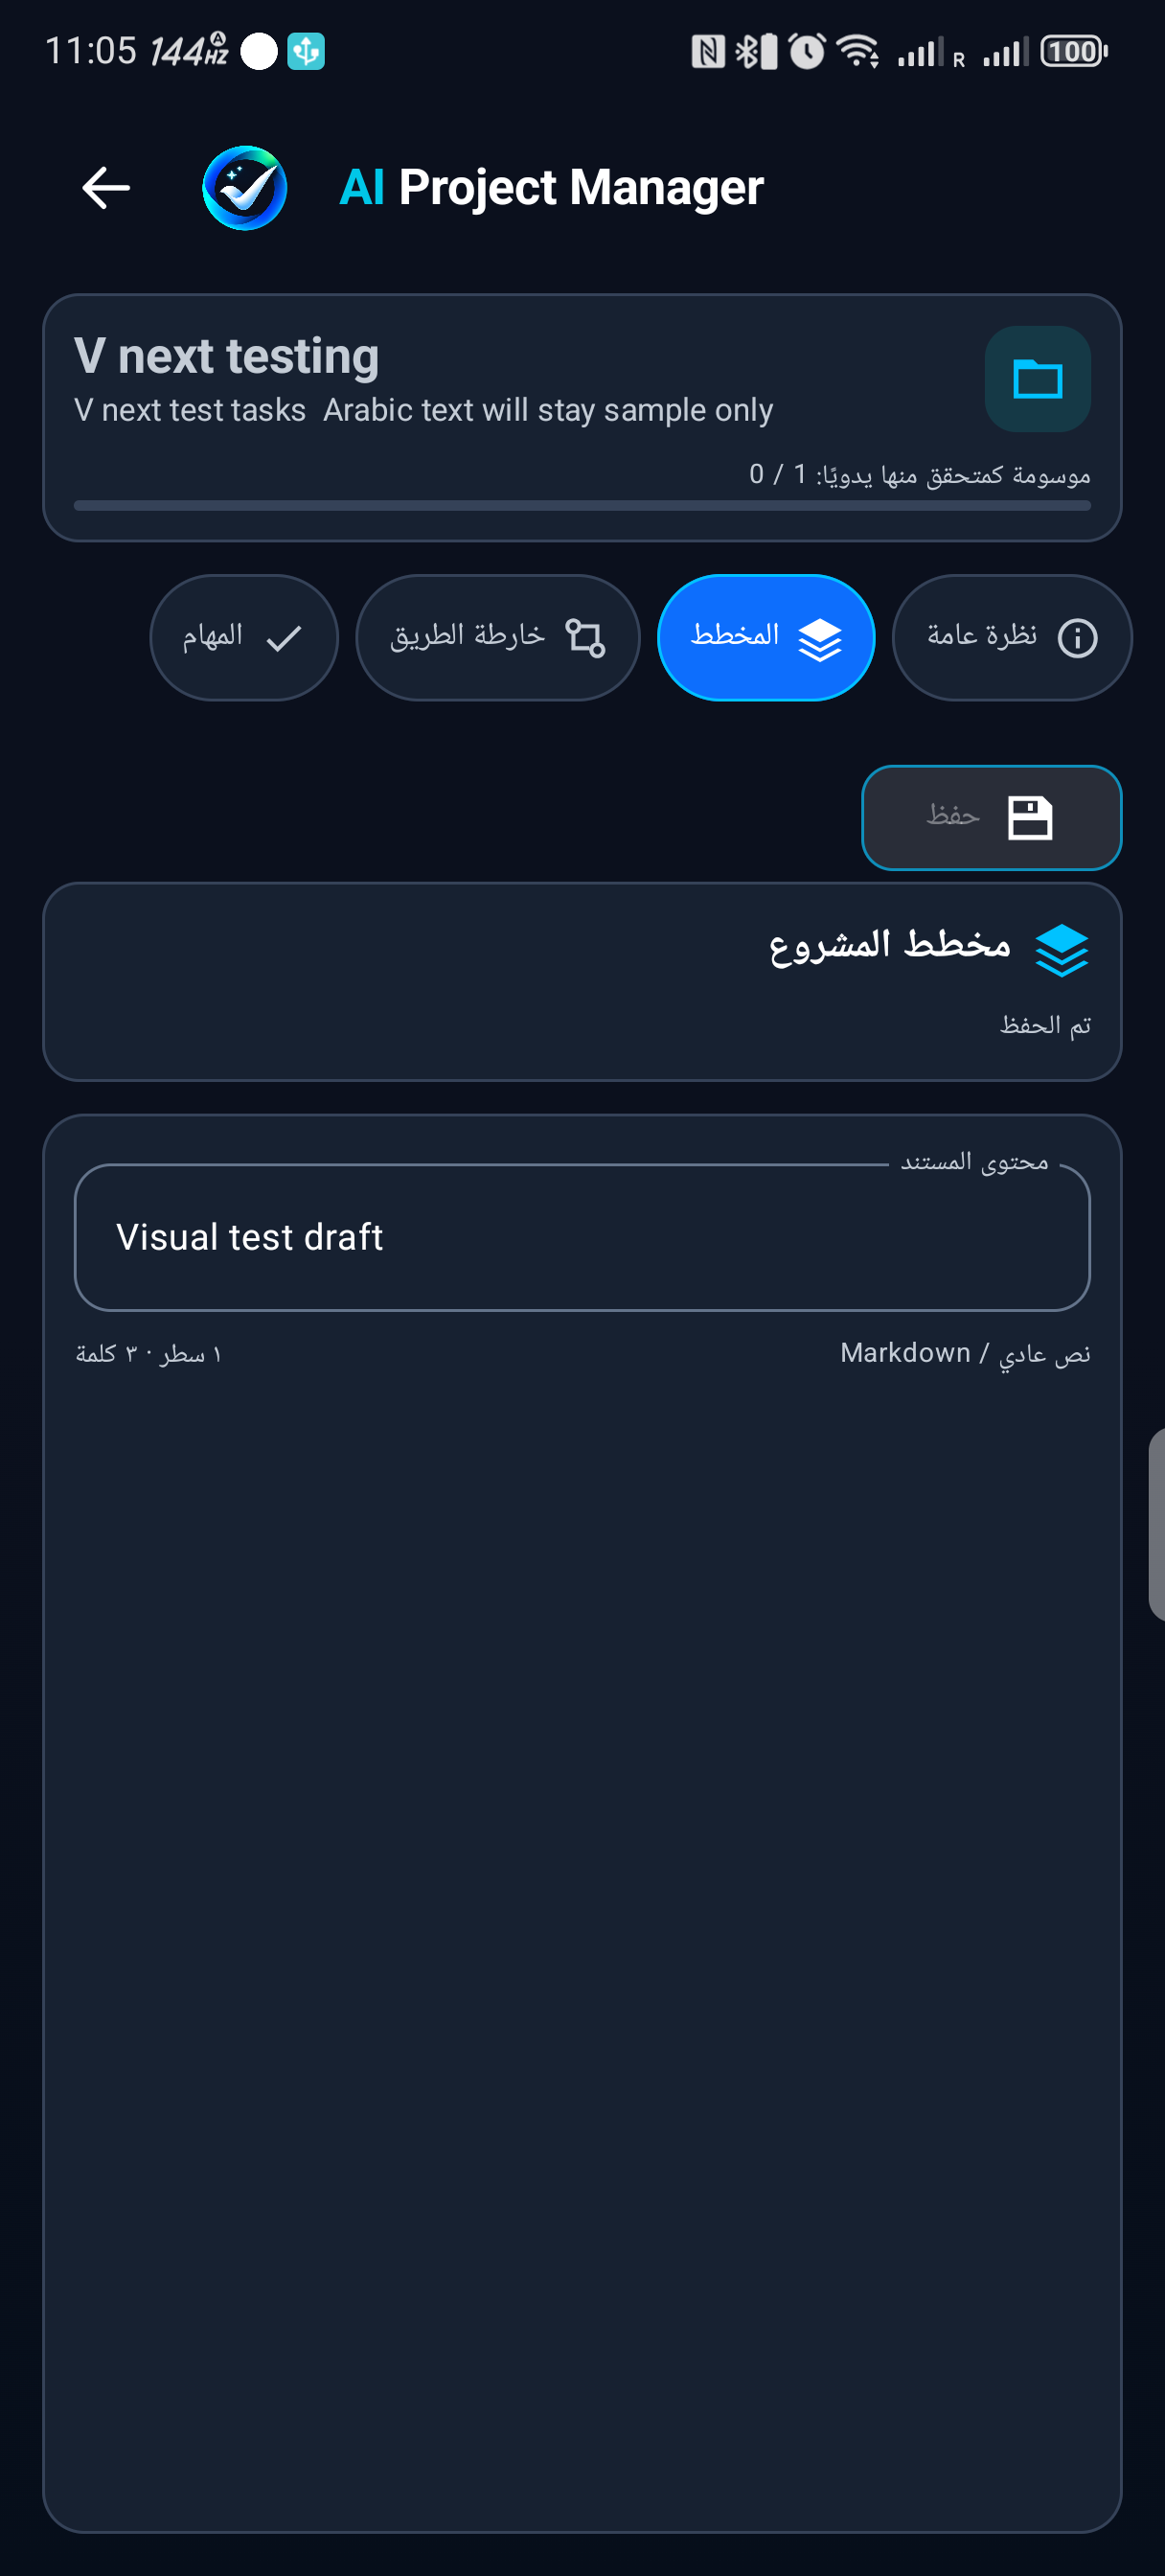 11:05 144HZ A R 100
AI Project Manager
V next testing
V next test tasks  Arabic text will stay sample only
موسومة كمتحقق منها يدويًا: 1 / 0
نظرة عامة
المخطط
خارطة الطريق
المهام
حفظ
مخطط المشروع
تم الحفظ
محتوى المستند
Visual test draft
نص عادي / Markdown
١ سطر · ٣ كلمة